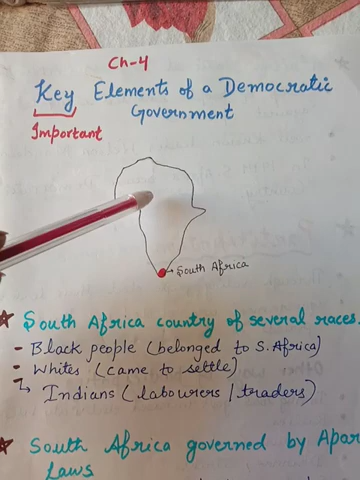 Ch-4
Key Elements of a Democratic
Government
Important
South Africa
South Africa country of several races.
- Black people (belonged to S. Africa)
- Whites (came to settle)
Indians (labourers / traders)
South Africa governed by
Laws